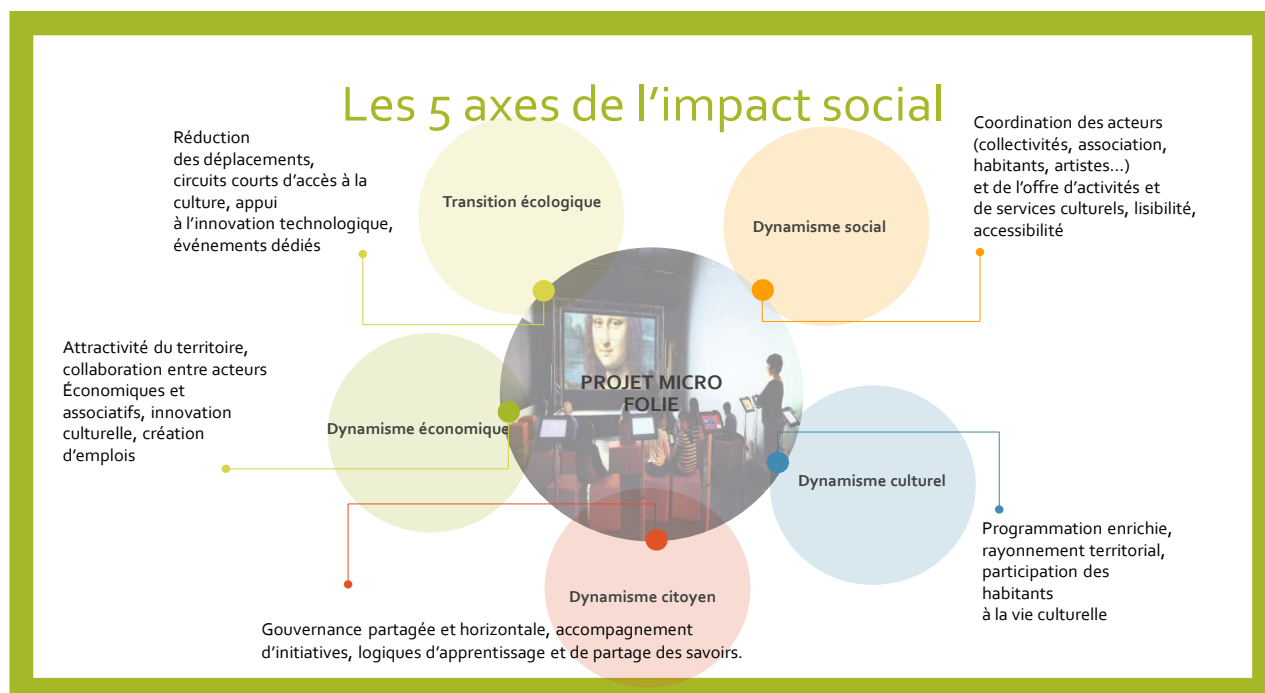 Les 5 axes de l'impact social
Réduction
des déplacements,
circuits courts d'accès à la
culture, appui
à l'innovation technologique,
événements dédiés
Transition écologique
Dynamisme social
Coordination des acteurs
(collectivités, association,
habitants, artistes…)
et de l'offre d'activités et
de services culturels, lisibilité,
accessibilité
Attractivité du territoire,
collaboration entre acteurs
Économiques et
associatifs, innovation
culturelle, création
d'emplois
Dynamisme économique
PROJET MICRO
FOLIE
Dynamisme culturel
Programmation enrichie,
rayonnement territorial,
participation des
habitants
à la vie culturelle
Dynamisme citoyen
Gouvernance partagée et horizontale, accompagnement
d'initiatives, logiques d'apprentissage et de partage des savoirs.